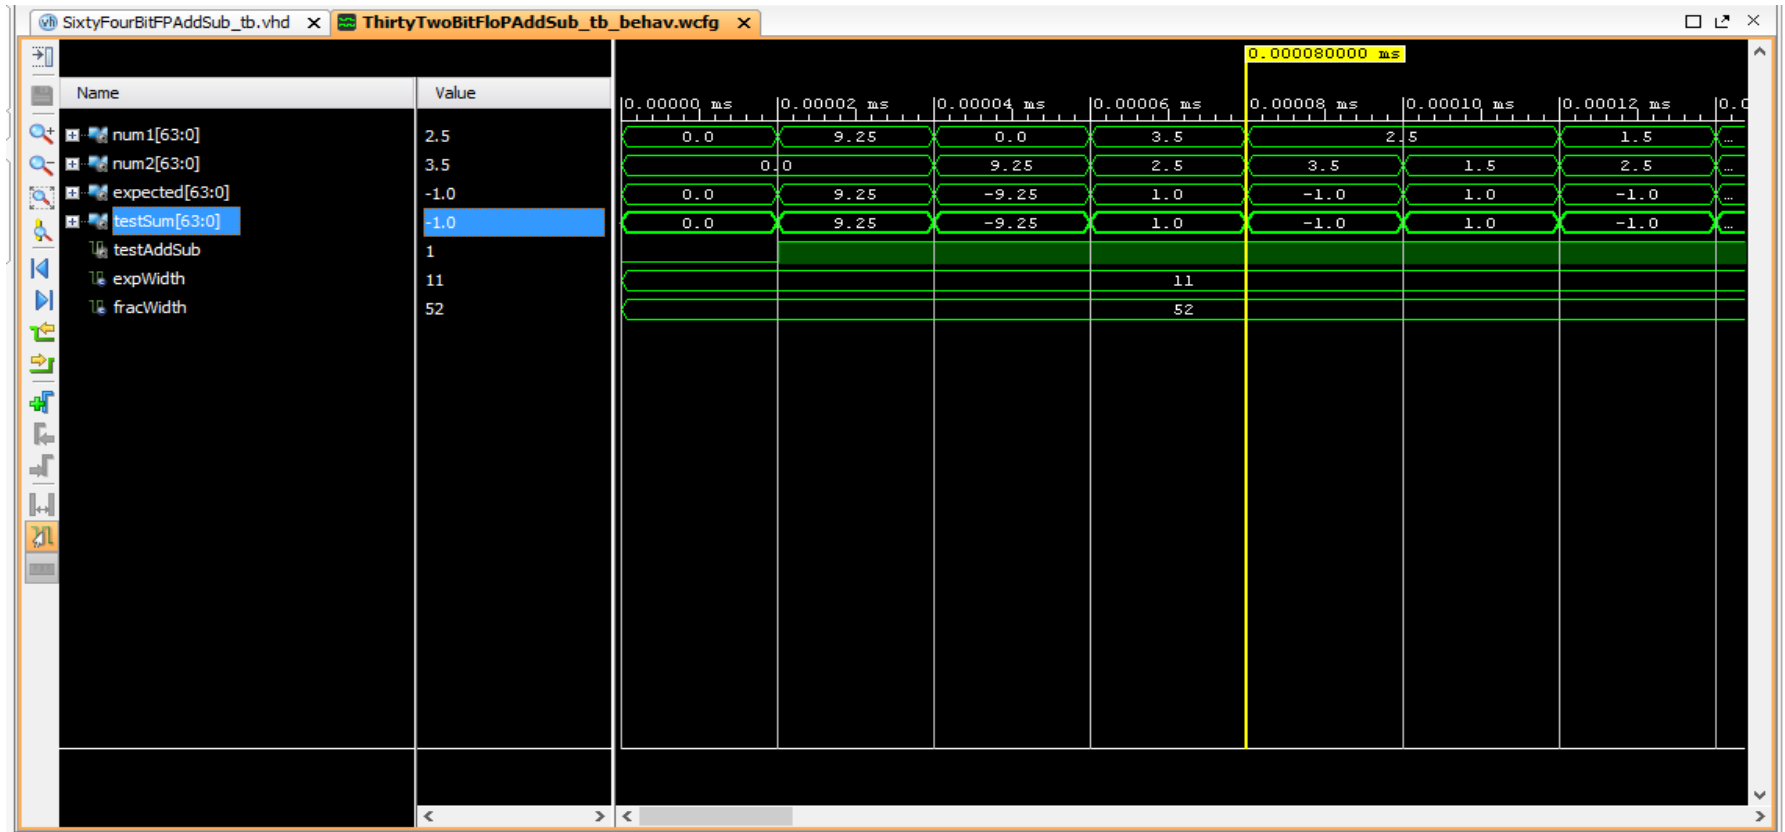 SixtyFourBitFPAddSub_tb.vhd ThirtyTwoBitFloPAddSub_tb_behav.wcfg
0.000080000 ms
Name Value
0.00000 ms 0.00002 ms 0.00004 ms 0.00006 ms 0.00008 ms 0.00010 ms 0.00012 ms
num1[63:0] 2.5 0.0 9.25 0.0 3.5 2.5 1.5 ...
num2[63:0] 3.5 0.0 9.25 2.5 3.5 1.5 2.5 ...
expected[63:0] -1.0 0.0 9.25 -9.25 1.0 -1.0 1.0 -1.0 ...
testSum[63:0] -1.0 0.0 9.25 -9.25 1.0 -1.0 1.0 -1.0 ...
testAddSub 1
expWidth 11 11
fracWidth 52 52